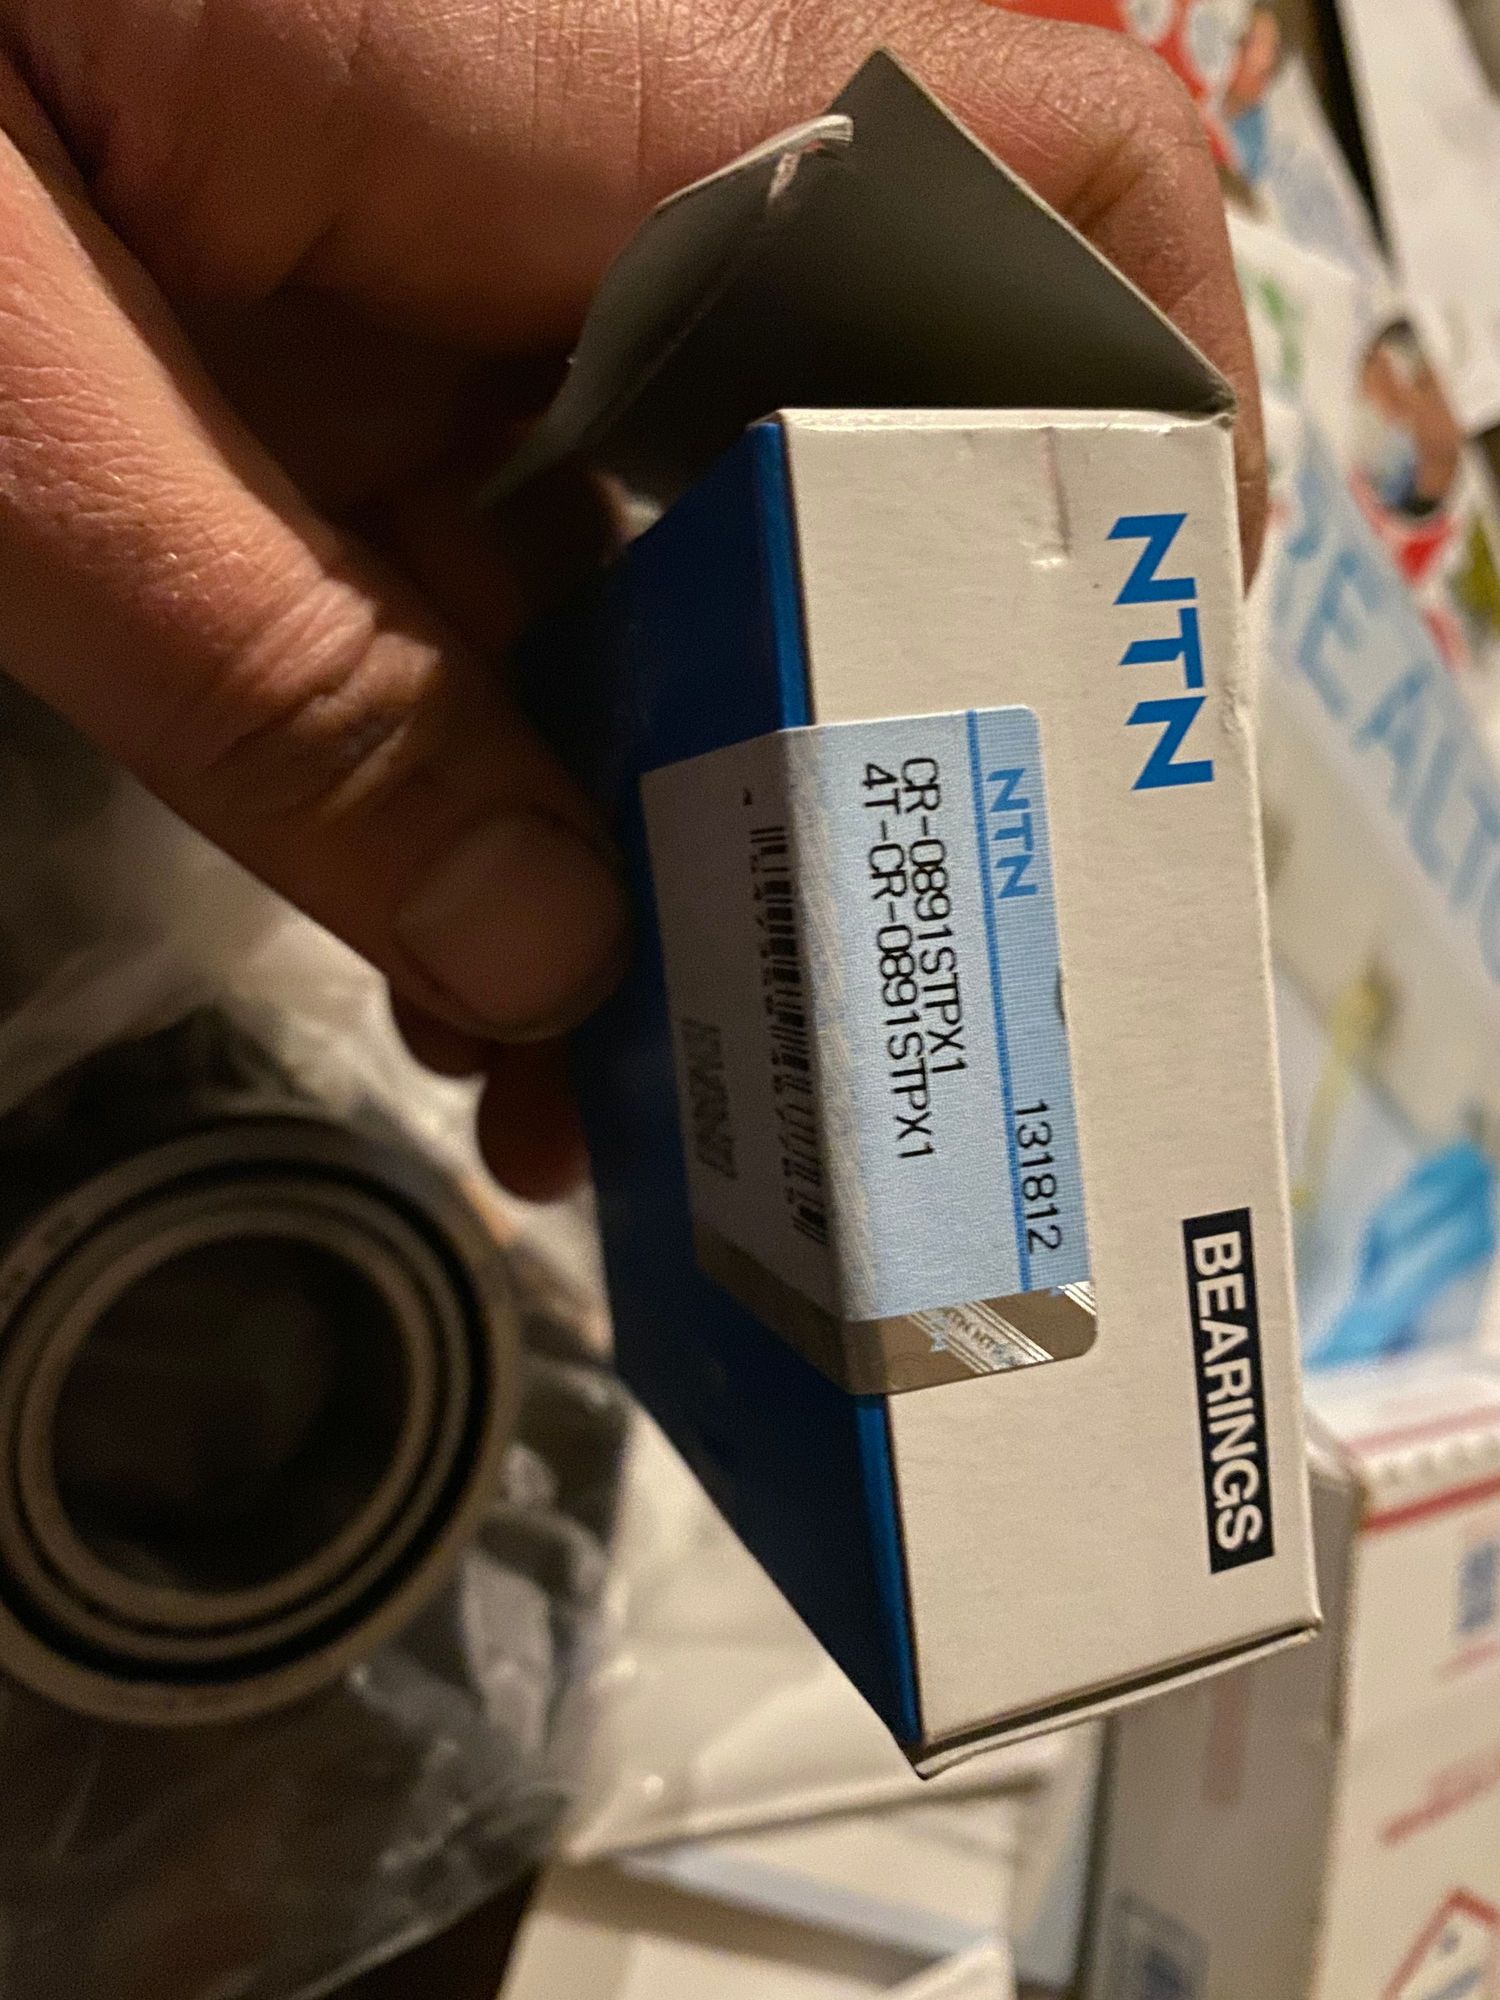 NTN
BEARINGS
NTN 131812
CR-0891STPX1
4T-CR-0891STPX1